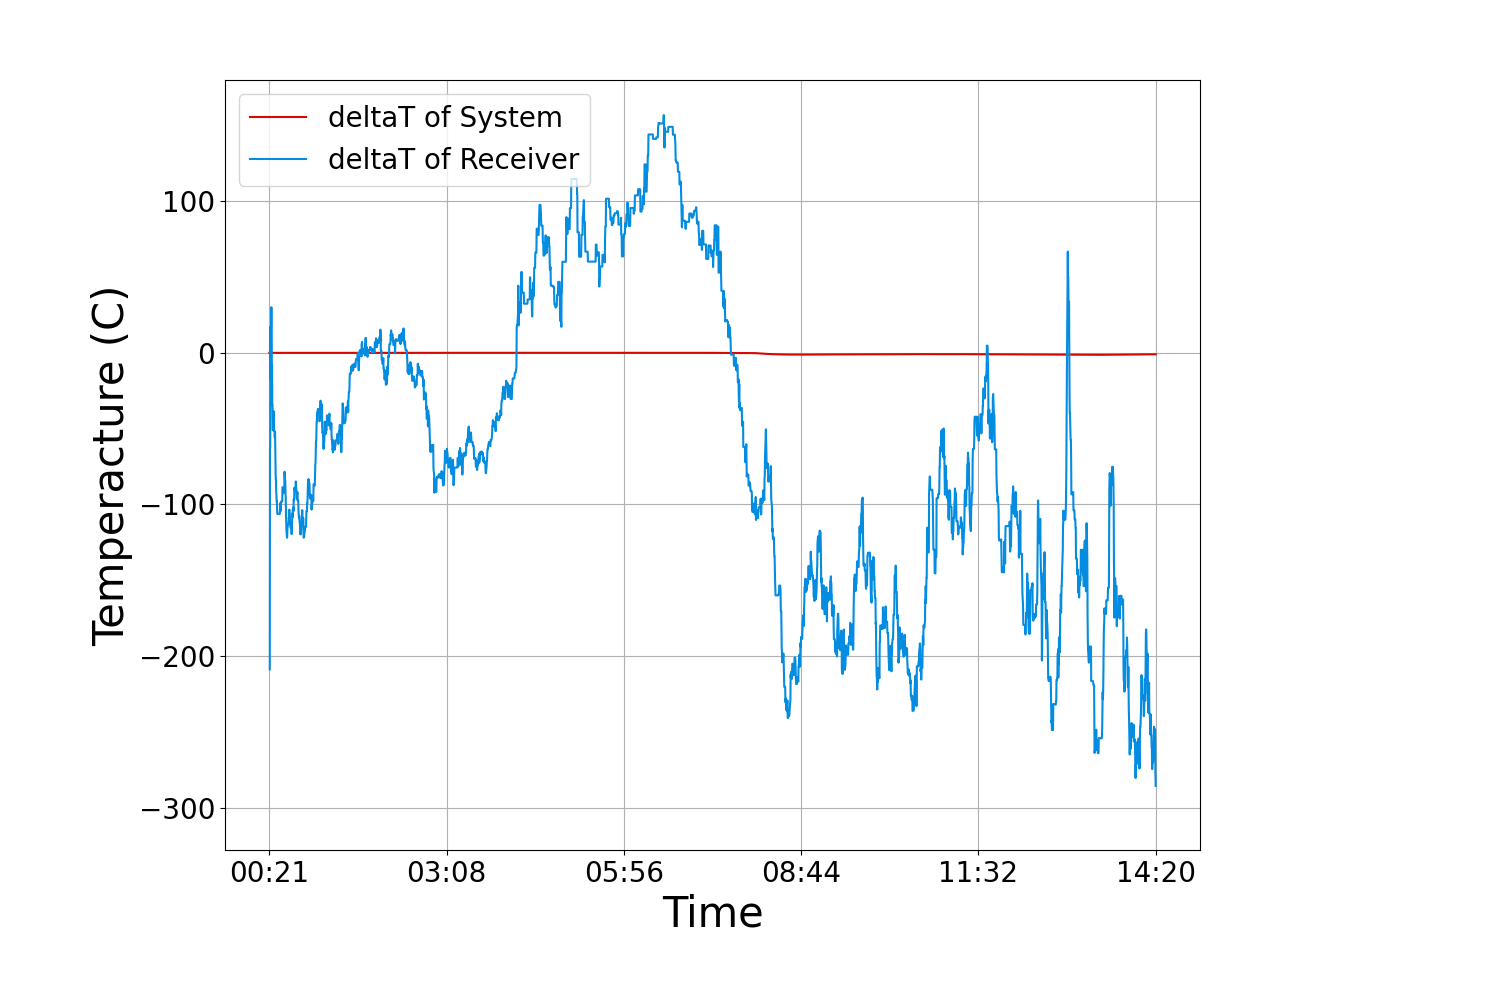 deltaT of System
deltaT of Receiver
100
0
−100
−200
−300
Temperacture (C)
00:21 03:08 05:56 08:44 11:32 14:20
Time